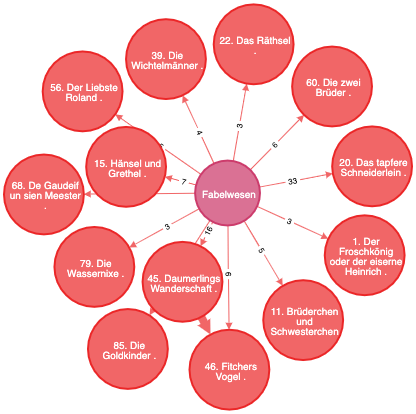 22. Das Räthsel
.
39. Die
Wichtelmänner .
60. Die zwei
Brüder .
56. Der Liebste
Roland .
3
4
6
15. Hänsel und
Grethel .
7
20. Das tapfere
Schneiderlein .
33
68. De Gaudeif
un sien Meester
.
Fabelwesen
3
1. Der
Froschkönig
oder der eiserne
Heinrich .
3
16
5
79. Die
Wassernixe .
45. Daumerlings
Wanderschaft .
9
11. Brüderchen
und
Schwesterchen
85. Die
Goldkinder .
46. Fitchers
Vogel .